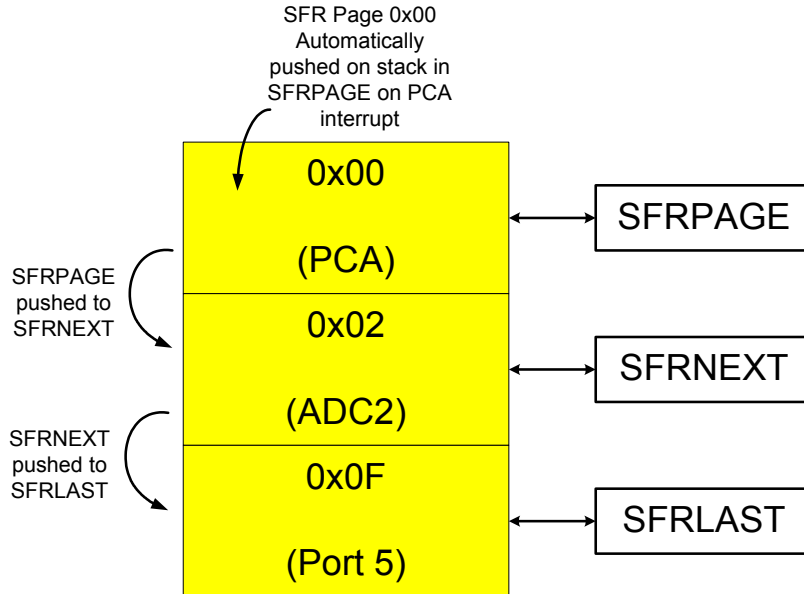 SFR Page 0x00
Automatically
pushed on stack in
SFRPAGE on PCA
interrupt
0x00
(PCA)
SFRPAGE
SFRPAGE
pushed to
SFRNEXT
0x02
(ADC2)
SFRNEXT
SFRNEXT
pushed to
SFRLAST
0x0F
(Port 5)
SFRLAST